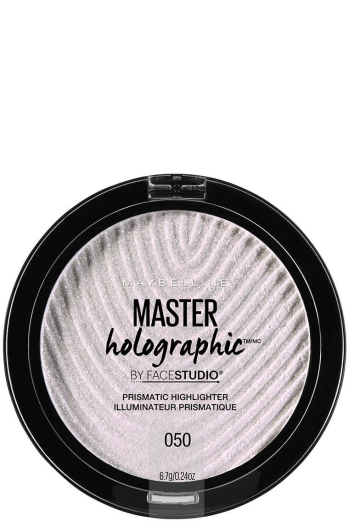 MAYBELLINE
NEW YORK
MASTER
holographic™/MC
BY FACESTUDIO®
PRISMATIC HIGHLIGHTER
ILLUMINATEUR PRISMATIQUE
050
6.7g/0.24oz